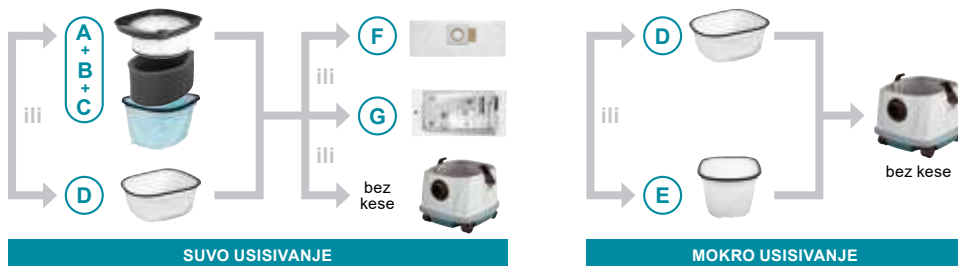 A
+
B
+
C
ili
D
F
ili
G
ili
bez
kese
SUVO USISIVANJE
D
ili
E
bez kese
MOKRO USISIVANJE